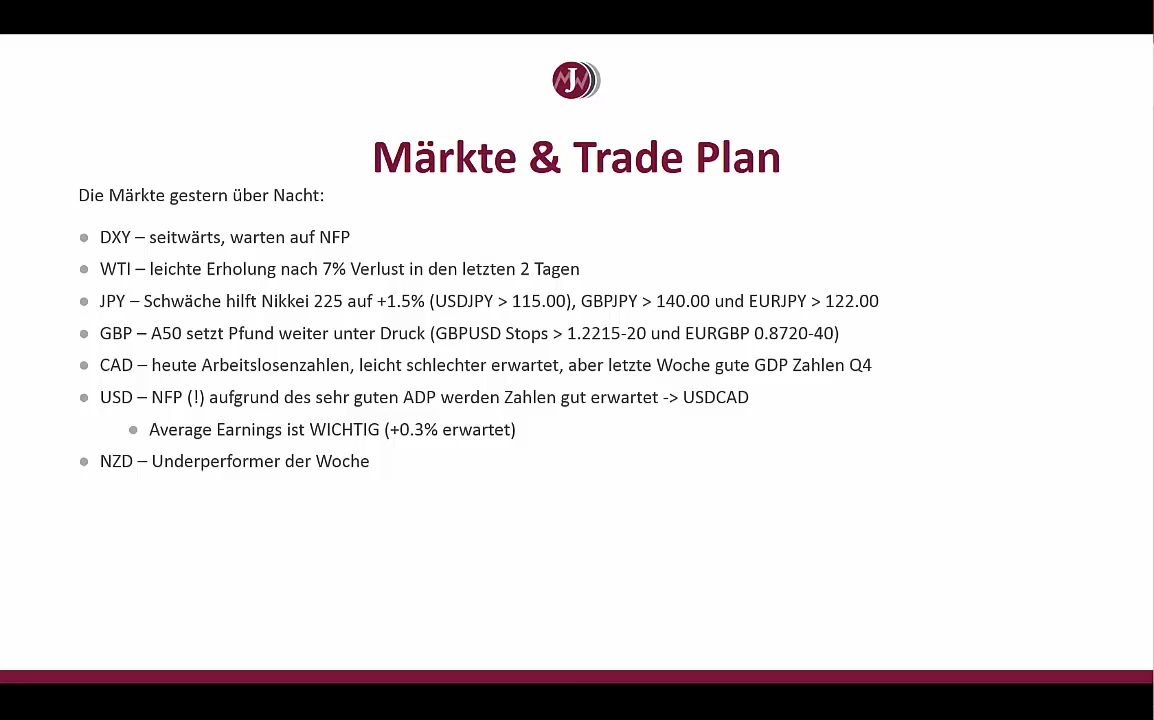 J
Märkte & Trade Plan
Die Märkte gestern über Nacht:
DXY – seitwärts, warten auf NFP
WTI – leichte Erholung nach 7% Verlust in den letzten 2 Tagen
JPY – Schwäche hilft Nikkei 225 auf +1.5% (USDJPY > 115.00), GBPJPY > 140.00 und EURJPY > 122.00
GBP – A50 setzt Pfund weiter unter Druck (GBPUSD Stops > 1.2215-20 und EURGBP 0.8720-40)
CAD – heute Arbeitslosenzahlen, leicht schlechter erwartet, aber letzte Woche gute GDP Zahlen Q4
USD – NFP (!) aufgrund des sehr guten ADP werden Zahlen gut erwartet -> USDCAD
Average Earnings ist WICHTIG (+0.3% erwartet)
NZD – Underperformer der Woche